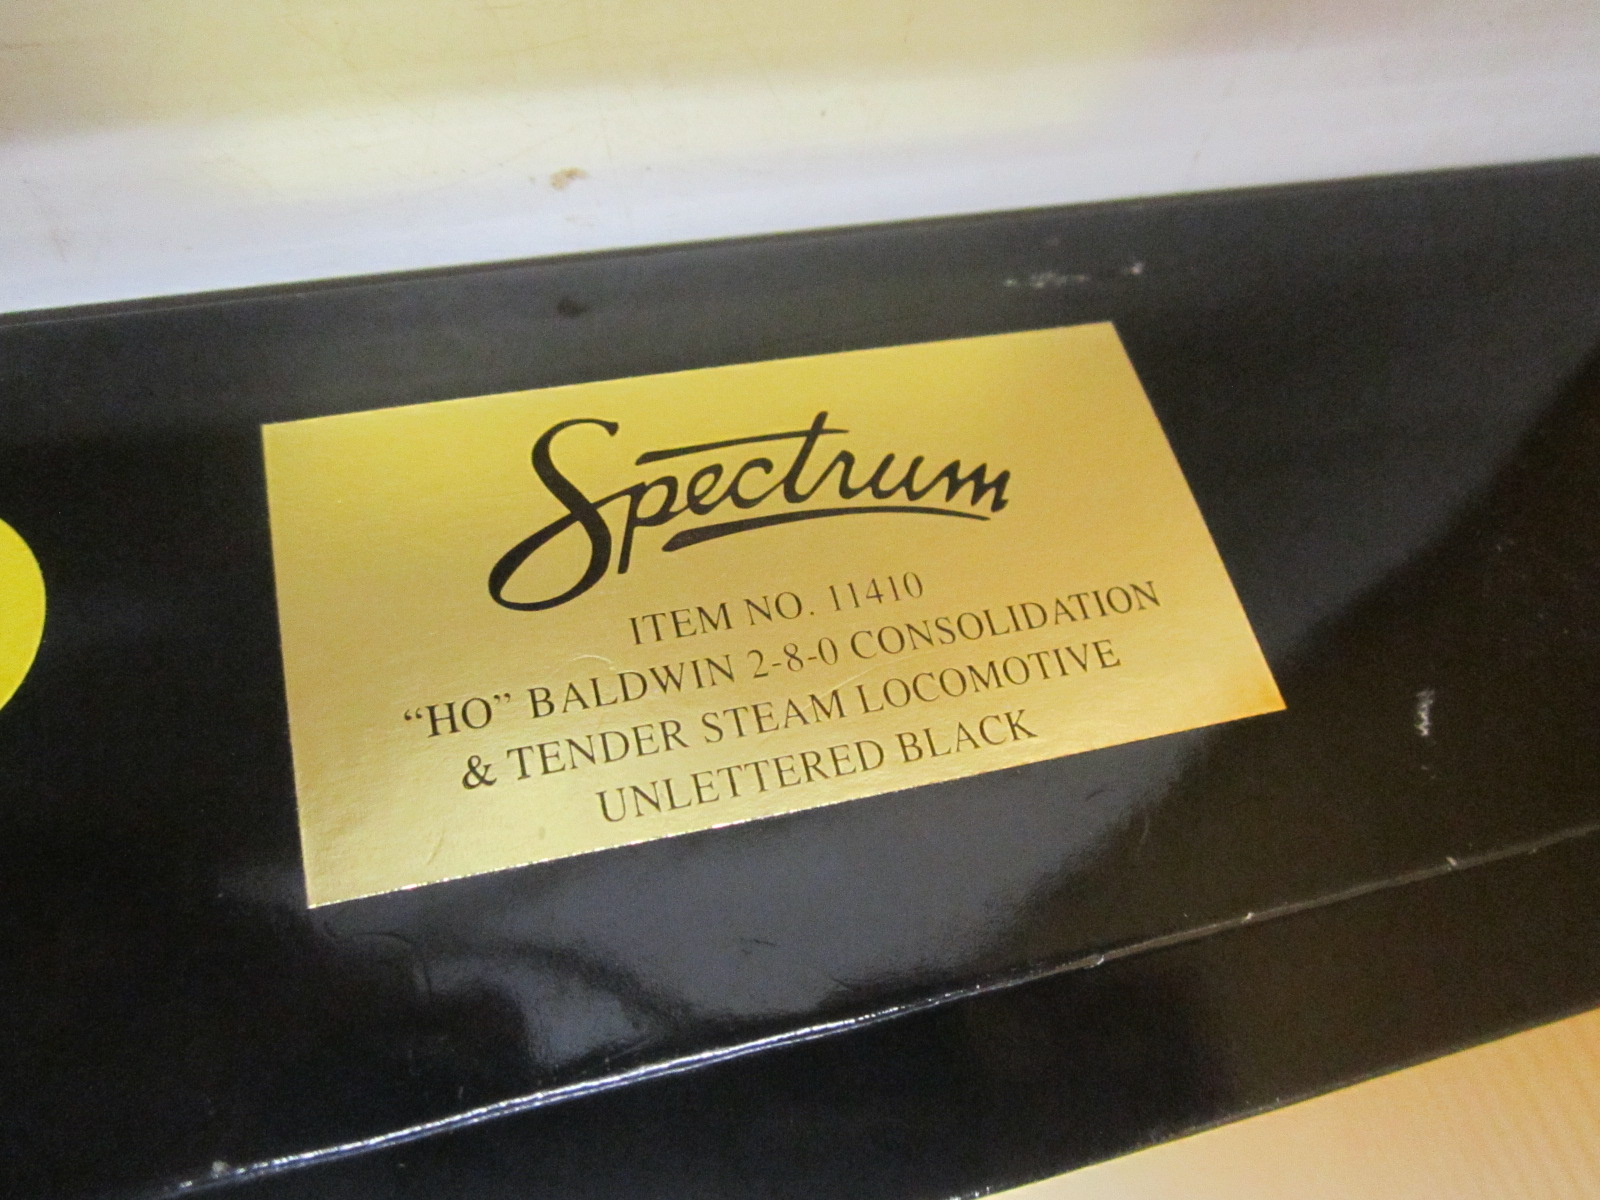 Spectrum
ITEM NO. 11410
“HO” BALDWIN 2-8-0 CONSOLIDATION
& TENDER STEAM LOCOMOTIVE
UNLETTERED BLACK